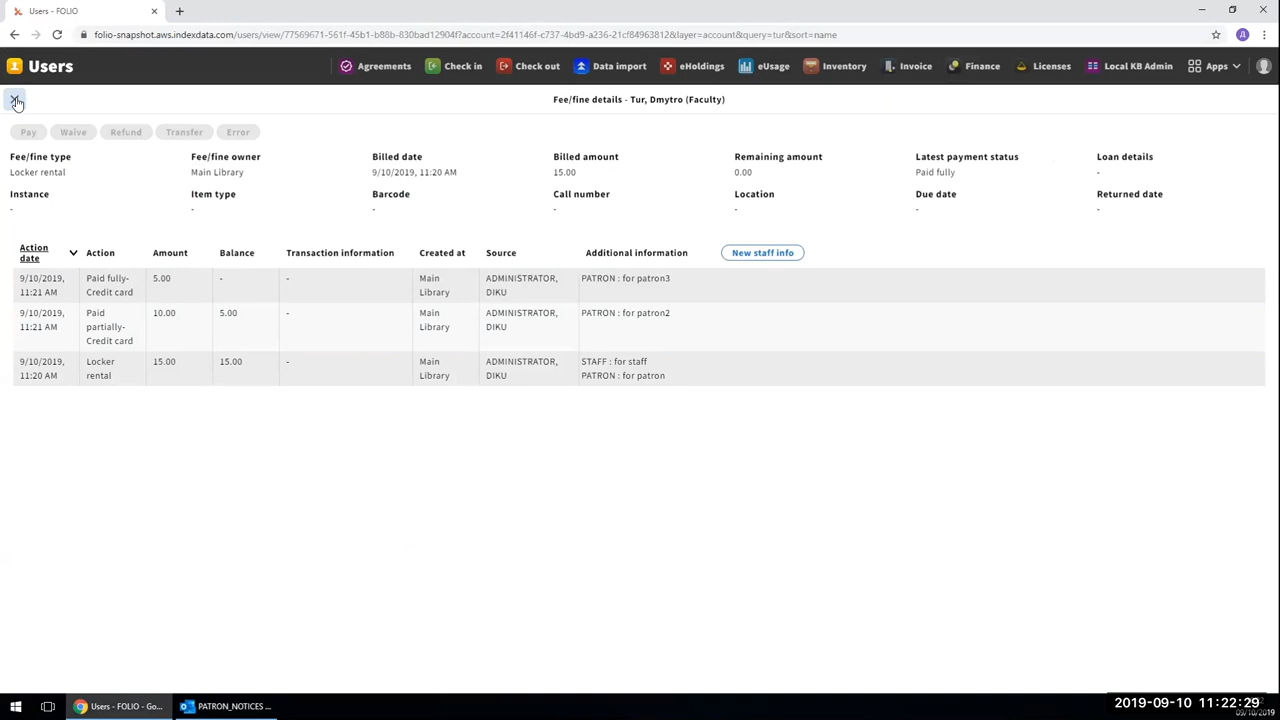 Users - FOLIO
folio-snapshot.aws.indexdata.com/users/view/77569671-561f-45b1-b88b-830bad12904f?account=2f41146f-c737-4bd9-a236-21cf84963812&layer=account&query=tur&sort=name
Users
Agreements
Check in
Check out
Data import
eHoldings
eUsage
Inventory
Invoice
Finance
Licenses
Local KB Admin
Apps
Fee/fine details - Tur, Dmytro (Faculty)
Pay Waive Refund Transfer Error
Fee/fine type Fee/fine owner Billed date Billed amount Remaining amount Latest payment status Loan details
Locker rental Main Library 9/10/2019, 11:20 AM 15.00 0.00 Paid fully -
Instance Item type Barcode Call number Location Due date Returned date
- - - - - - -
Action date Action Amount Balance Transaction information Created at Source Additional information New staff info
9/10/2019, Paid fully- 5.00 - - Main ADMINISTRATOR, PATRON : for patron3
11:21 AM Credit card Library DIKU
9/10/2019, Paid 10.00 5.00 - Main ADMINISTRATOR, PATRON : for patron2
11:21 AM partially- Library DIKU
Credit card
9/10/2019, Locker 15.00 15.00 - Main ADMINISTRATOR, STAFF : for staff
11:20 AM rental Library DIKU PATRON : for patron
Users - FOLIO - Go...
PATRON_NOTICES ...
2019-09-10 11:22:29
09/10/2019